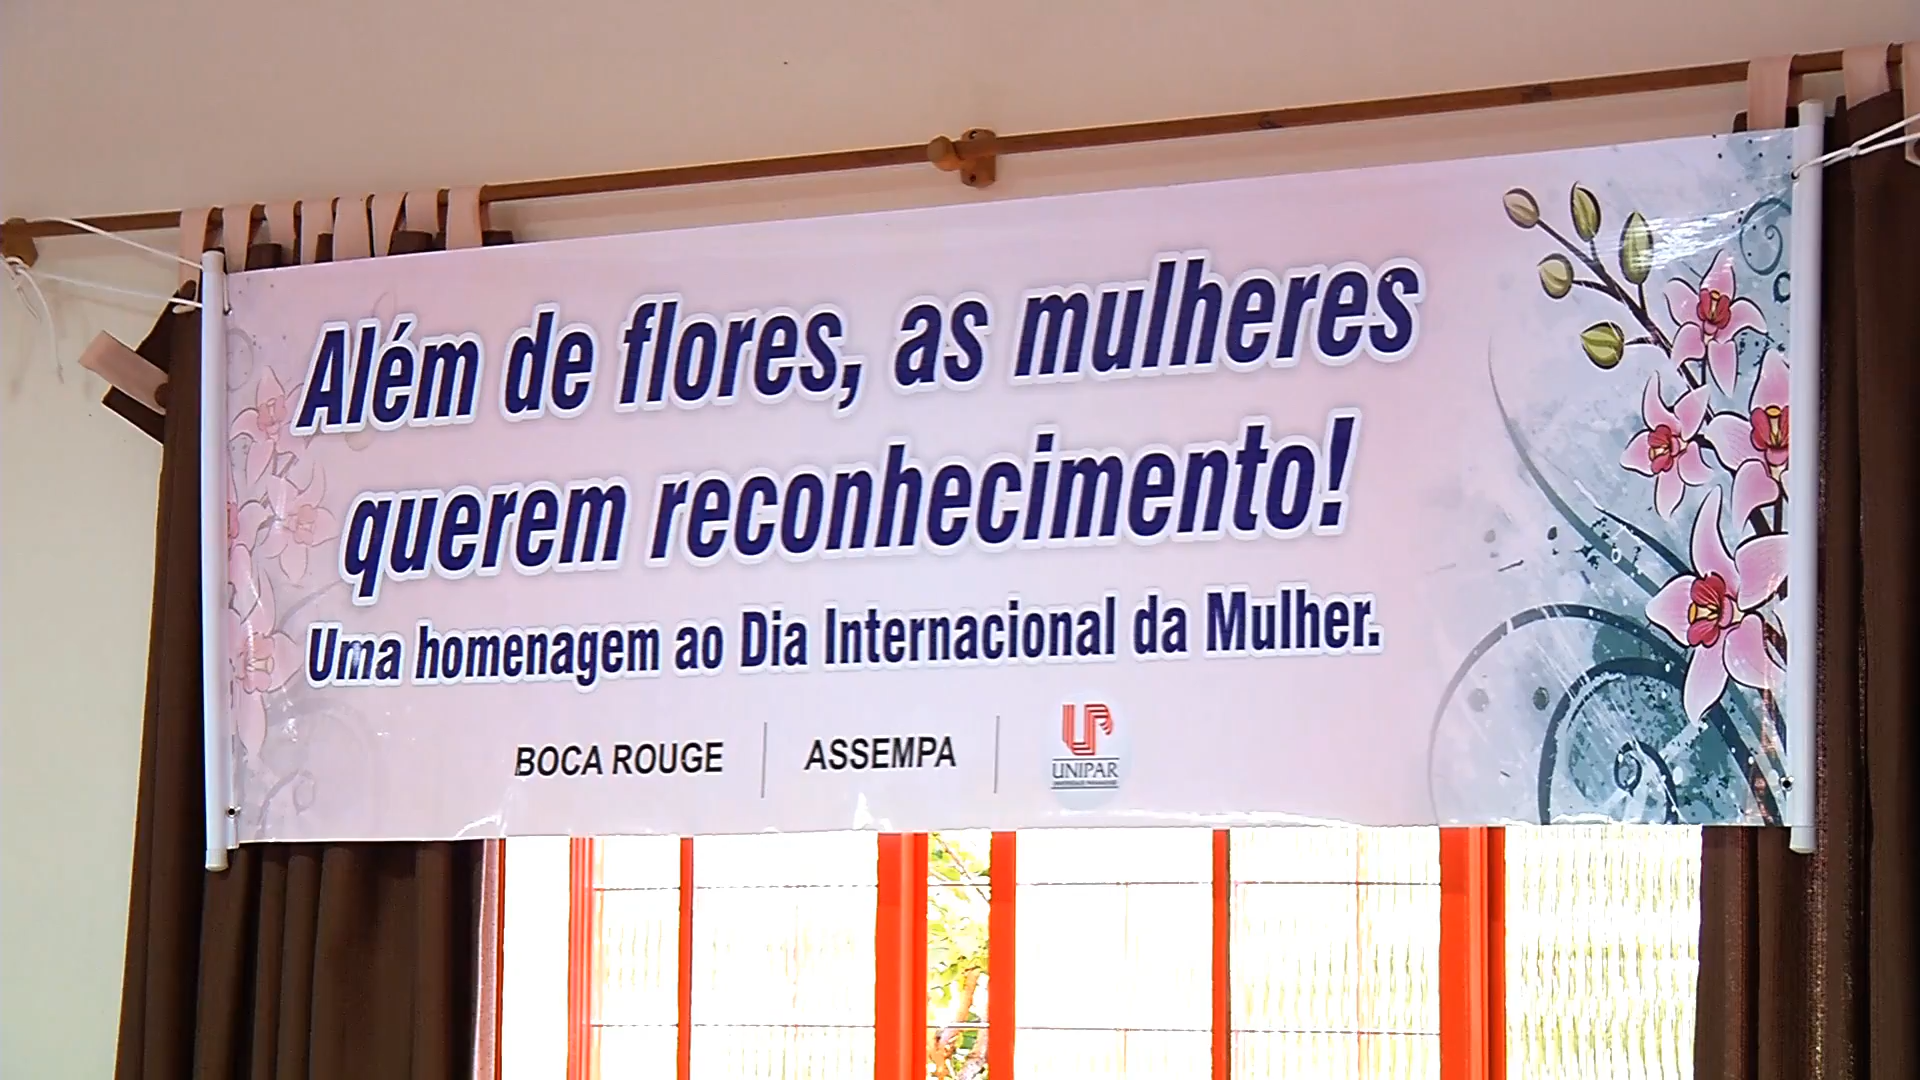 Além de flores, as mulheres
querem reconhecimento!
Uma homenagem ao Dia Internacional da Mulher.
BOCA ROUGE ASSEMPA UNIPAR